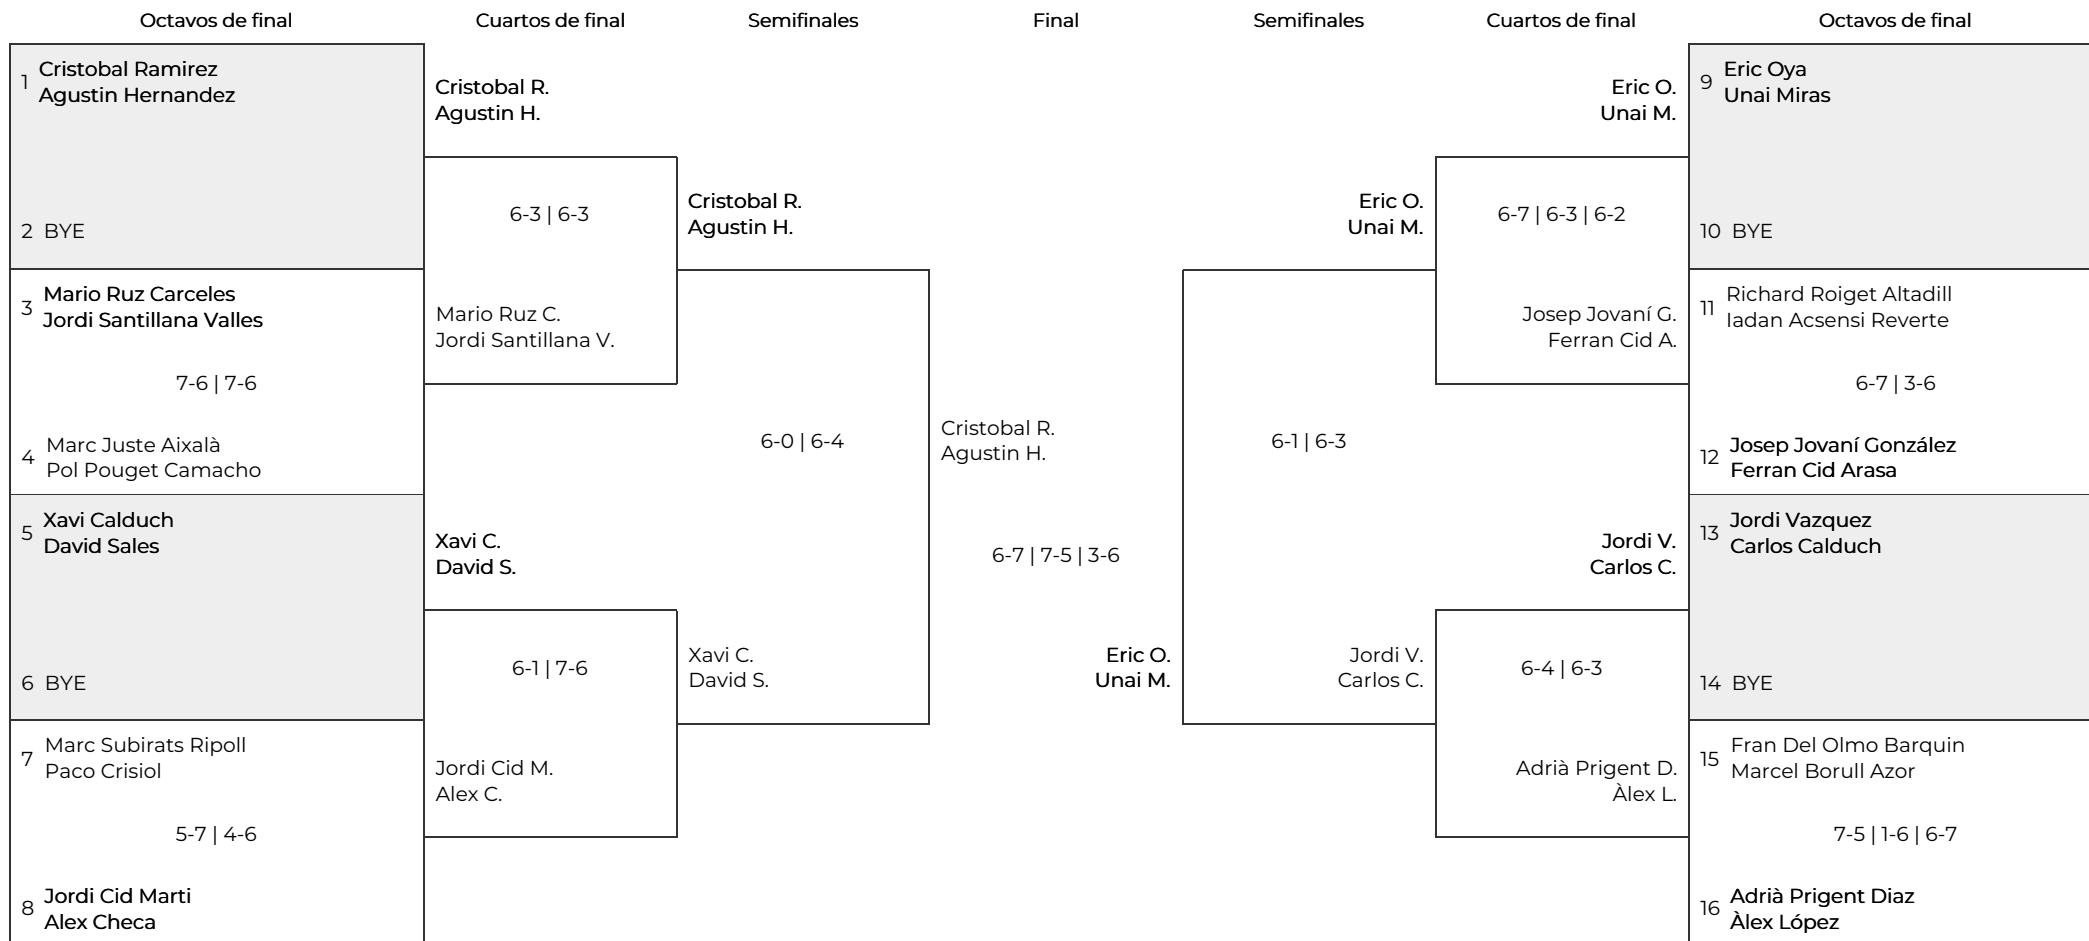 Octavos de final
Cuartos de final
Semifinales
Final
Semifinales
Cuartos de final
Octavos de final
1 Cristobal Ramirez
Agustin Hernandez
2 BYE
3 Mario Ruz Carceles
Jordi Santillana Valles
7-6 | 7-6
4 Marc Juste Aixalà
Pol Pouget Camacho
5 Xavi Calduch
David Sales
6 BYE
7 Marc Subirats Ripoll
Paco Crisiol
5-7 | 4-6
8 Jordi Cid Marti
Alex Checa
Cristobal R.
Agustin H.
6-3 | 6-3
Mario Ruz C.
Jordi Santillana V.
Xavi C.
David S.
6-1 | 7-6
Jordi Cid M.
Alex C.
Cristobal R.
Agustin H.
6-0 | 6-4
Xavi C.
David S.
Cristobal R.
Agustin H.
6-7 | 7-5 | 3-6
Eric O.
Unai M.
Eric O.
Unai M.
6-1 | 6-3
Jordi V.
Carlos C.
Eric O.
Unai M.
6-7 | 6-3 | 6-2
Josep Jovaní G.
Ferran Cid A.
Jordi V.
Carlos C.
6-4 | 6-3
Adrià Prigent D.
Àlex L.
9 Eric Oya
Unai Miras
10 BYE
11 Richard Roiget Altadill
Iadan Acsensi Reverte
6-7 | 3-6
12 Josep Jovaní González
Ferran Cid Arasa
13 Jordi Vazquez
Carlos Calduch
14 BYE
15 Fran Del Olmo Barquin
Marcel Borull Azor
7-5 | 1-6 | 6-7
16 Adrià Prigent Diaz
Àlex López